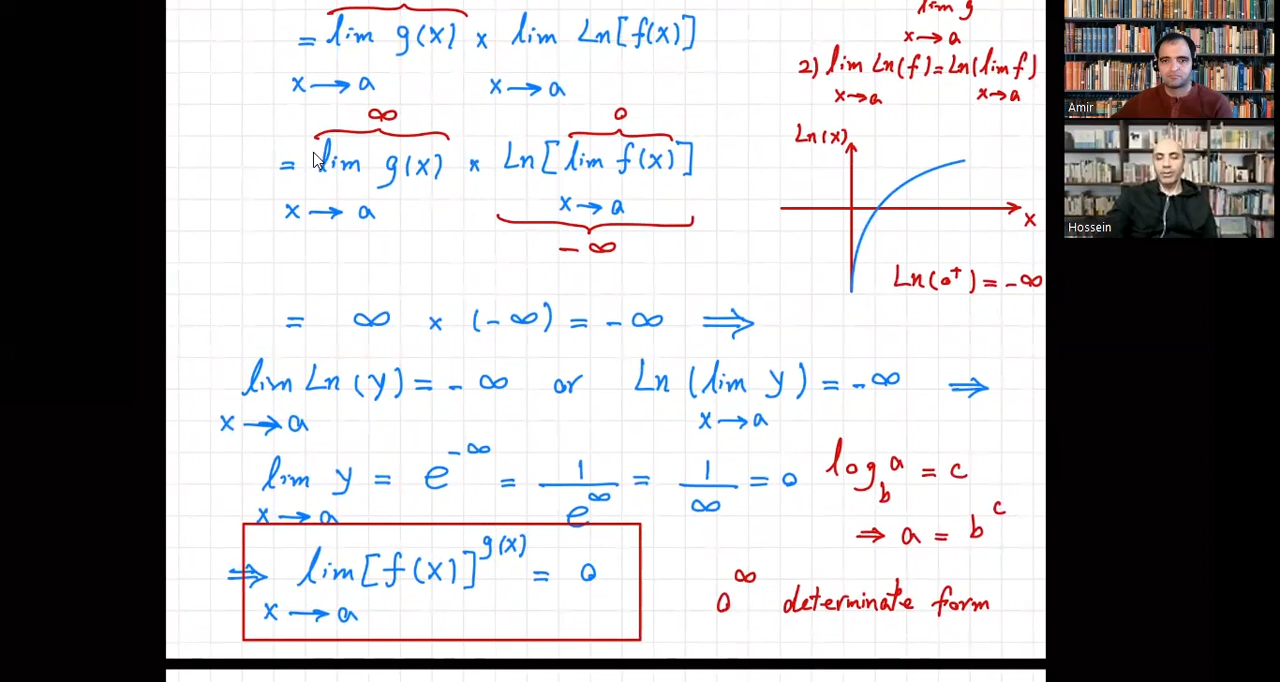 = lim g(x) × lim Ln[f(x)]
x→a x→a
∞ 0
= lim g(x) × Ln[lim f(x)]
x→a x→a
-∞
= ∞ × (-∞) = -∞ ⟹
lim Ln(y) = -∞ or Ln(lim y) = -∞ ⟹
x→a x→a
lim y = e^-∞ = 1/e^∞ = 1/∞ = 0
x→a
⟹ lim[f(x)]^g(x) = 0
x→a
lim g
x→a
2) lim Ln(f) = Ln(lim f)
x→a x→a
Ln(x)
x
Ln(0⁺) = -∞
log_b a = c
⟹ a = b^c
0^∞ determinate form
Amir
Hossein